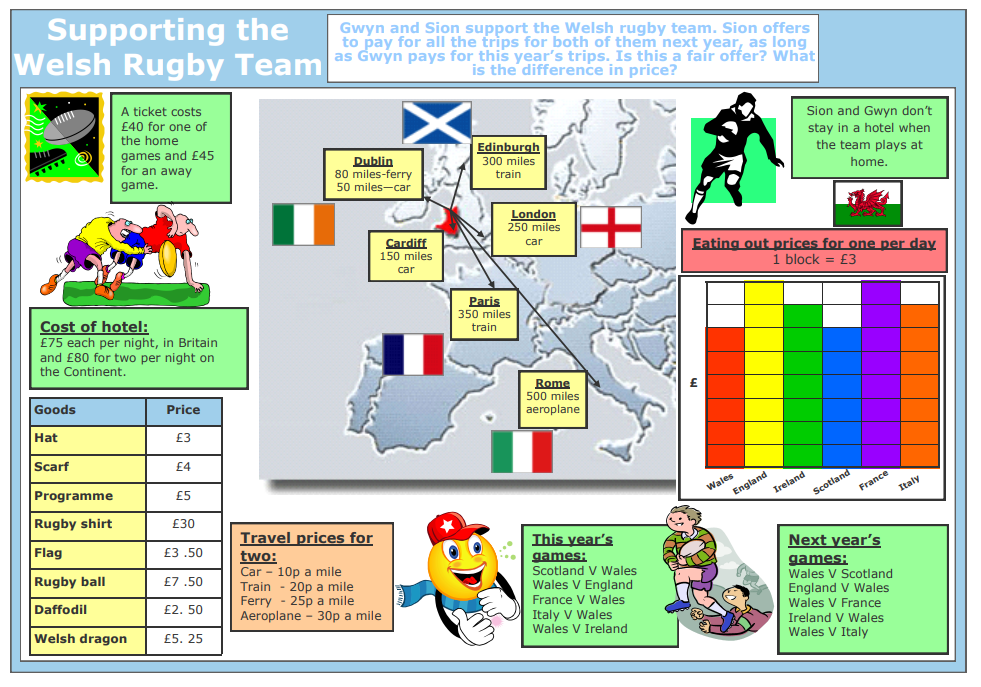 Supporting the
Welsh Rugby Team
Gwyn and Sion support the Welsh rugby team. Sion offers
to pay for all the trips for both of them next year, as long
as Gwyn pays for this year's trips. Is this a fair offer? What
is the difference in price?
A ticket costs
£40 for one of
the home
games and £45
for an away
game.
Cost of hotel:
£75 each per night, in Britain
and £80 for two per night on
the Continent.
Goods Price
Hat £3
Scarf £4
Programme £5
Rugby shirt £30
Flag £3 .50
Rugby ball £7 .50
Daffodil £2. 50
Welsh dragon £5. 25
Edinburgh
300 miles
train
Dublin
80 miles-ferry
50 miles—car
London
250 miles
car
Cardiff
150 miles
car
Paris
350 miles
train
Rome
500 miles
aeroplane
Sion and Gwyn don't
stay in a hotel when
the team plays at
home.
Eating out prices for one per day
1 block = £3
£
Wales England Ireland Scotland France Italy
Travel prices for
two:
Car – 10p a mile
Train - 20p a mile
Ferry - 25p a mile
Aeroplane – 30p a mile
This year's
games:
Scotland V Wales
Wales V England
France V Wales
Italy V Wales
Wales V Ireland
Next year's
games:
Wales V Scotland
England V Wales
Wales V France
Ireland V Wales
Wales V Italy